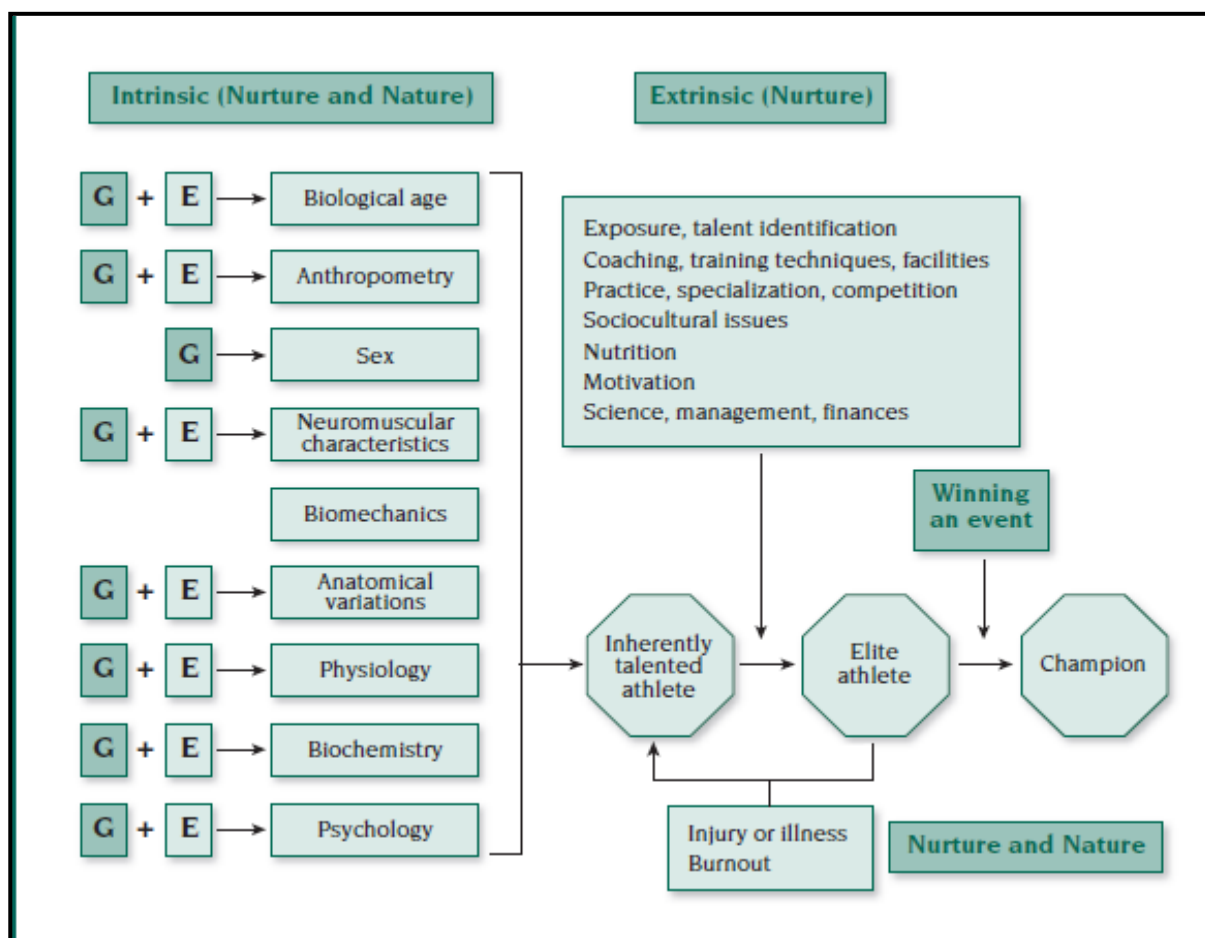 Intrinsic (Nurture and Nature)
Extrinsic (Nurture)
G + E Biological age
G + E Anthropometry
G Sex
G + E Neuromuscular
characteristics
Biomechanics
G + E Anatomical
variations
G + E Physiology
G + E Biochemistry
G + E Psychology
Exposure, talent identification
Coaching, training techniques, facilities
Practice, specialization, competition
Sociocultural issues
Nutrition
Motivation
Science, management, finances
Winning
an event
Inherently
talented
athlete
Elite
athlete
Champion
Injury or illness
Burnout
Nurture and Nature